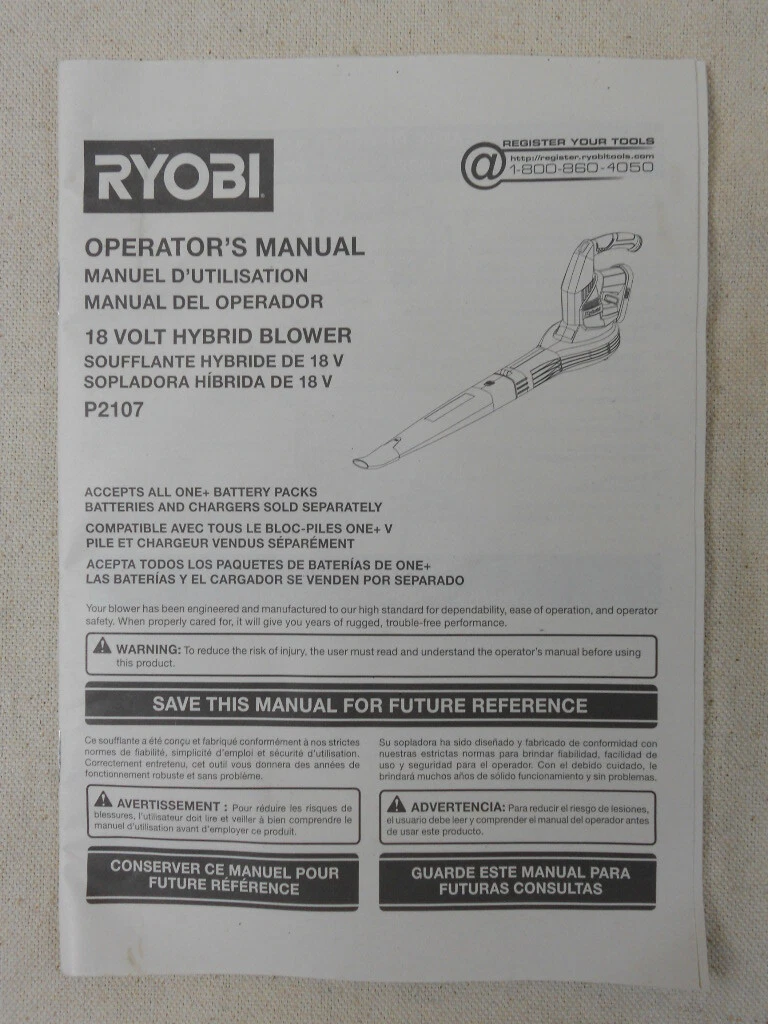 RYOBI
REGISTER YOUR TOOLS
http://register.ryobitools.com
1-800-860-4050
OPERATOR'S MANUAL
MANUEL D'UTILISATION
MANUAL DEL OPERADOR
18 VOLT HYBRID BLOWER
SOUFFLANTE HYBRIDE DE 18 V
SOPLADORA HÍBRIDA DE 18 V
P2107
ACCEPTS ALL ONE+ BATTERY PACKS
BATTERIES AND CHARGERS SOLD SEPARATELY
COMPATIBLE AVEC TOUS LE BLOC-PILES ONE+ V
PILE ET CHARGEUR VENDUS SÉPARÉMENT
ACEPTA TODOS LOS PAQUETES DE BATERÍAS DE ONE+
LAS BATERÍAS Y EL CARGADOR SE VENDEN POR SEPARADO
Your blower has been engineered and manufactured to our high standard for dependability, ease of operation, and operator
safety. When properly cared for, it will give you years of rugged, trouble-free performance.
WARNING: To reduce the risk of injury, the user must read and understand the operator's manual before using
this product.
SAVE THIS MANUAL FOR FUTURE REFERENCE
Ce soufflante a été conçu et fabriqué conformément à nos strictes
normes de fiabilité, simplicité d'emploi et sécurité d'utilisation.
Correctement entretenu, cet outil vous donnera des années de
fonctionnement robuste et sans problème.
AVERTISSEMENT : Pour réduire les risques de
blessures, l'utilisateur doit lire et veiller à bien comprendre le
manuel d'utilisation avant d'employer ce produit.
CONSERVER CE MANUEL POUR
FUTURE RÉFÉRENCE
Su sopladora ha sido diseñado y fabricado de conformidad con
nuestras estrictas normas para brindar fiabilidad, facilidad de
uso y seguridad para el operador. Con el debido cuidado, le
brindará muchos años de sólido funcionamiento y sin problemas.
ADVERTENCIA: Para reducir el riesgo de lesiones,
el usuario debe leer y comprender el manual del operador antes
de usar este producto.
GUARDE ESTE MANUAL PARA
FUTURAS CONSULTAS